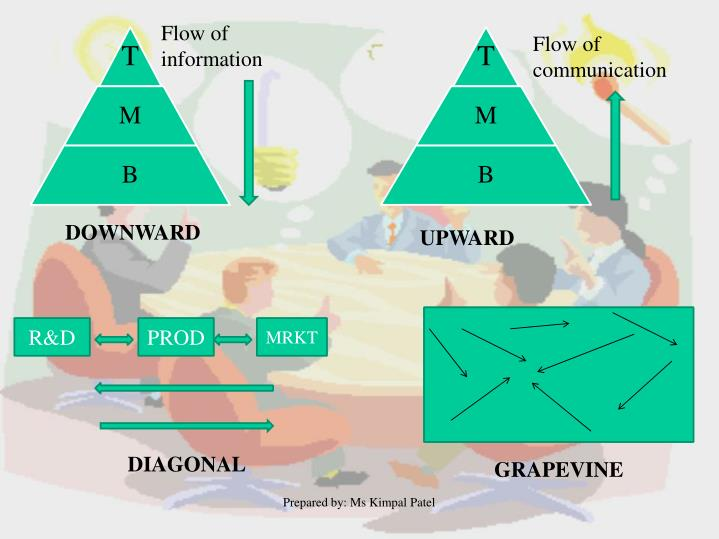 T
M
B
Flow of
information
DOWNWARD
T
M
B
Flow of
communication
UPWARD
R&D PROD MRKT
DIAGONAL
GRAPEVINE
Prepared by: Ms Kimpal Patel